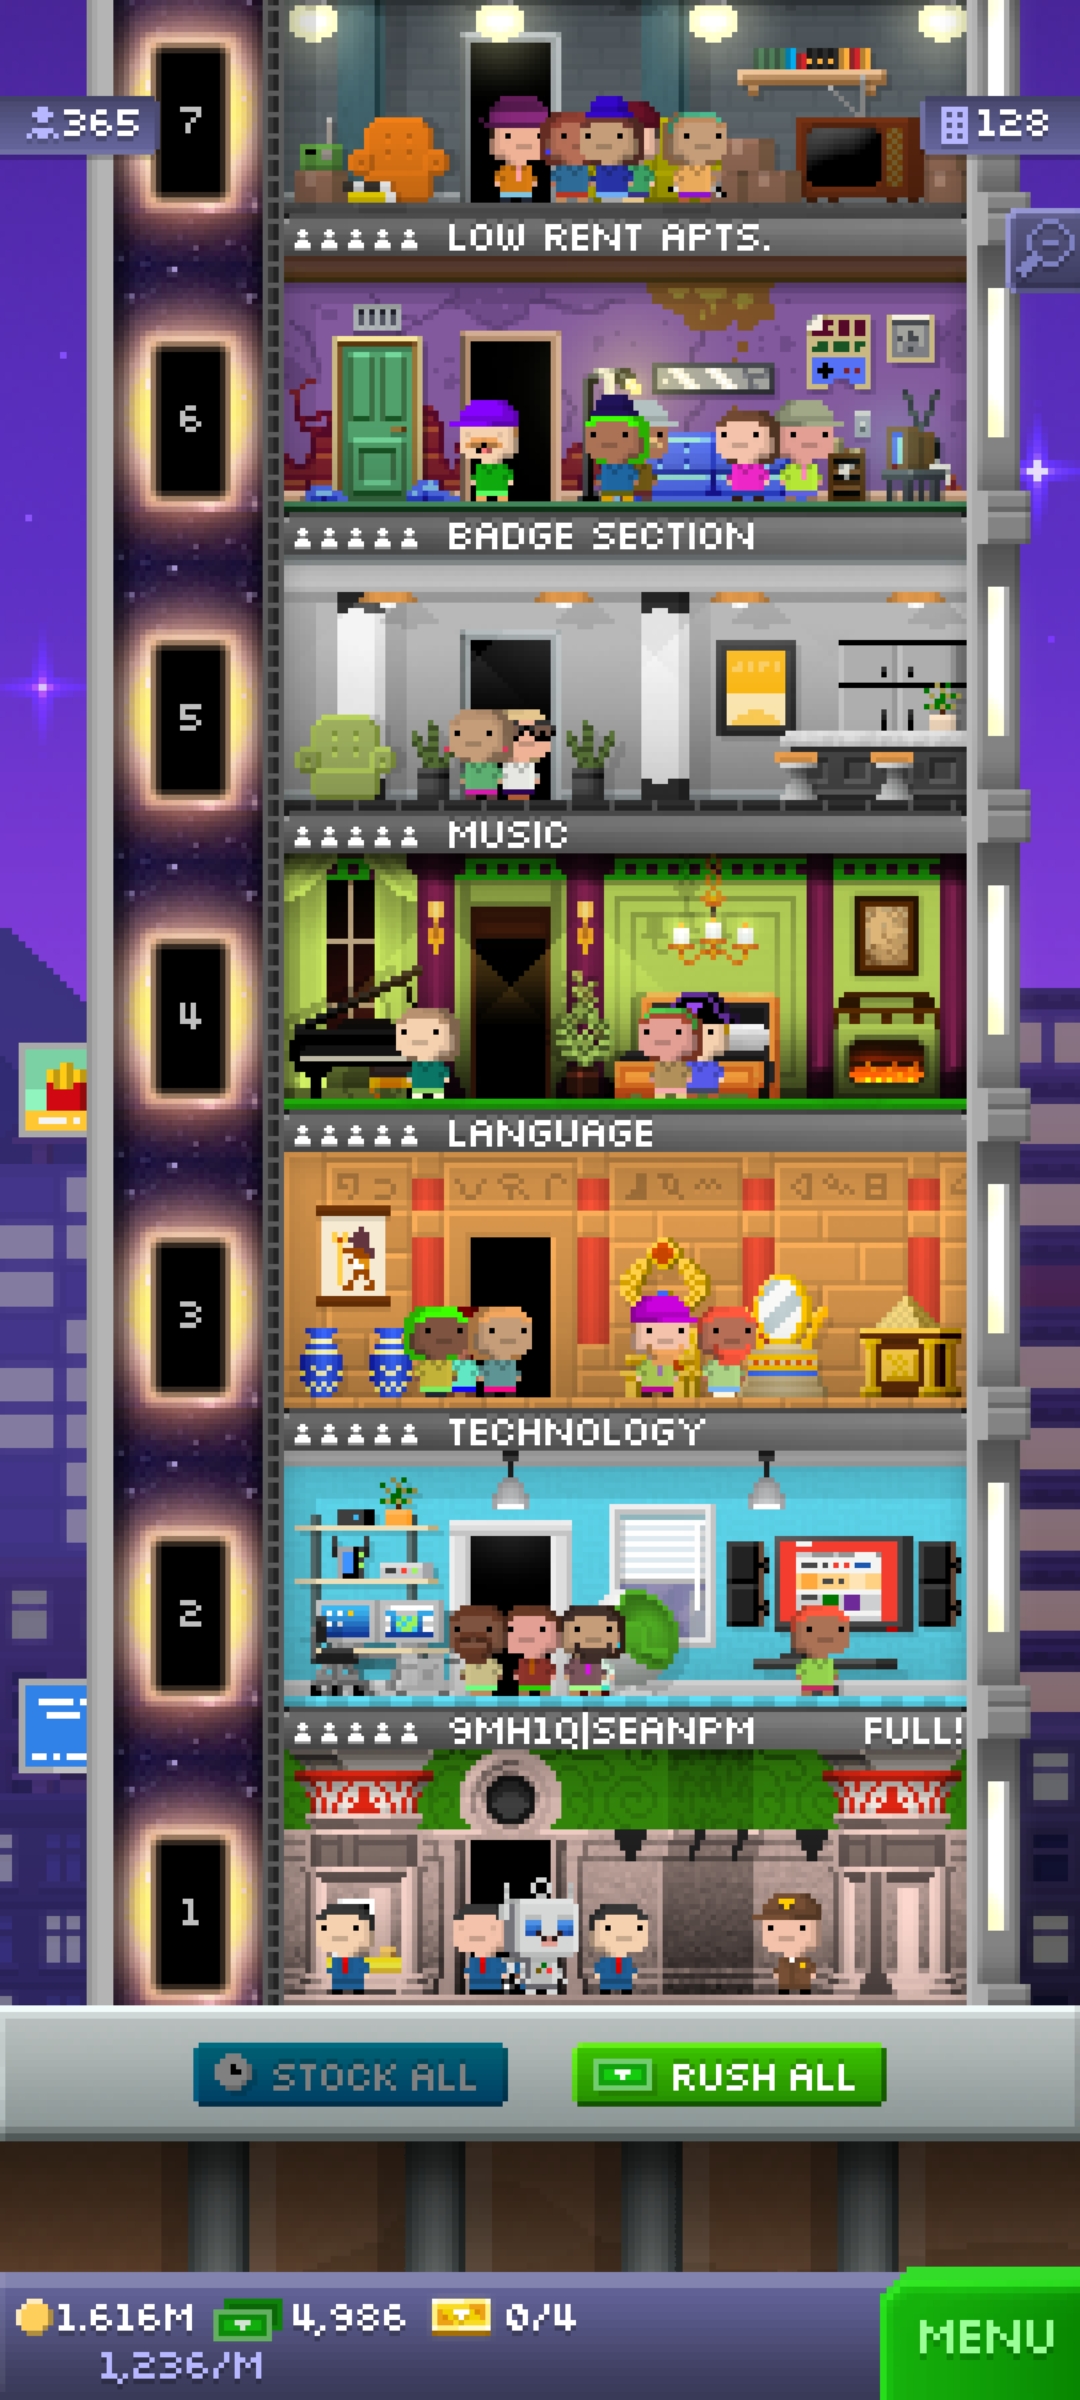 365
7
128
LOW RENT APTS.
6
BADGE SECTION
5
MUSIC
4
LANGUAGE
3
TECHNOLOGY
2
9MH1Q|SEANPM FULL!
1
STOCK ALL
RUSH ALL
1.616M 4,986 0/4
1,236/M
MENU